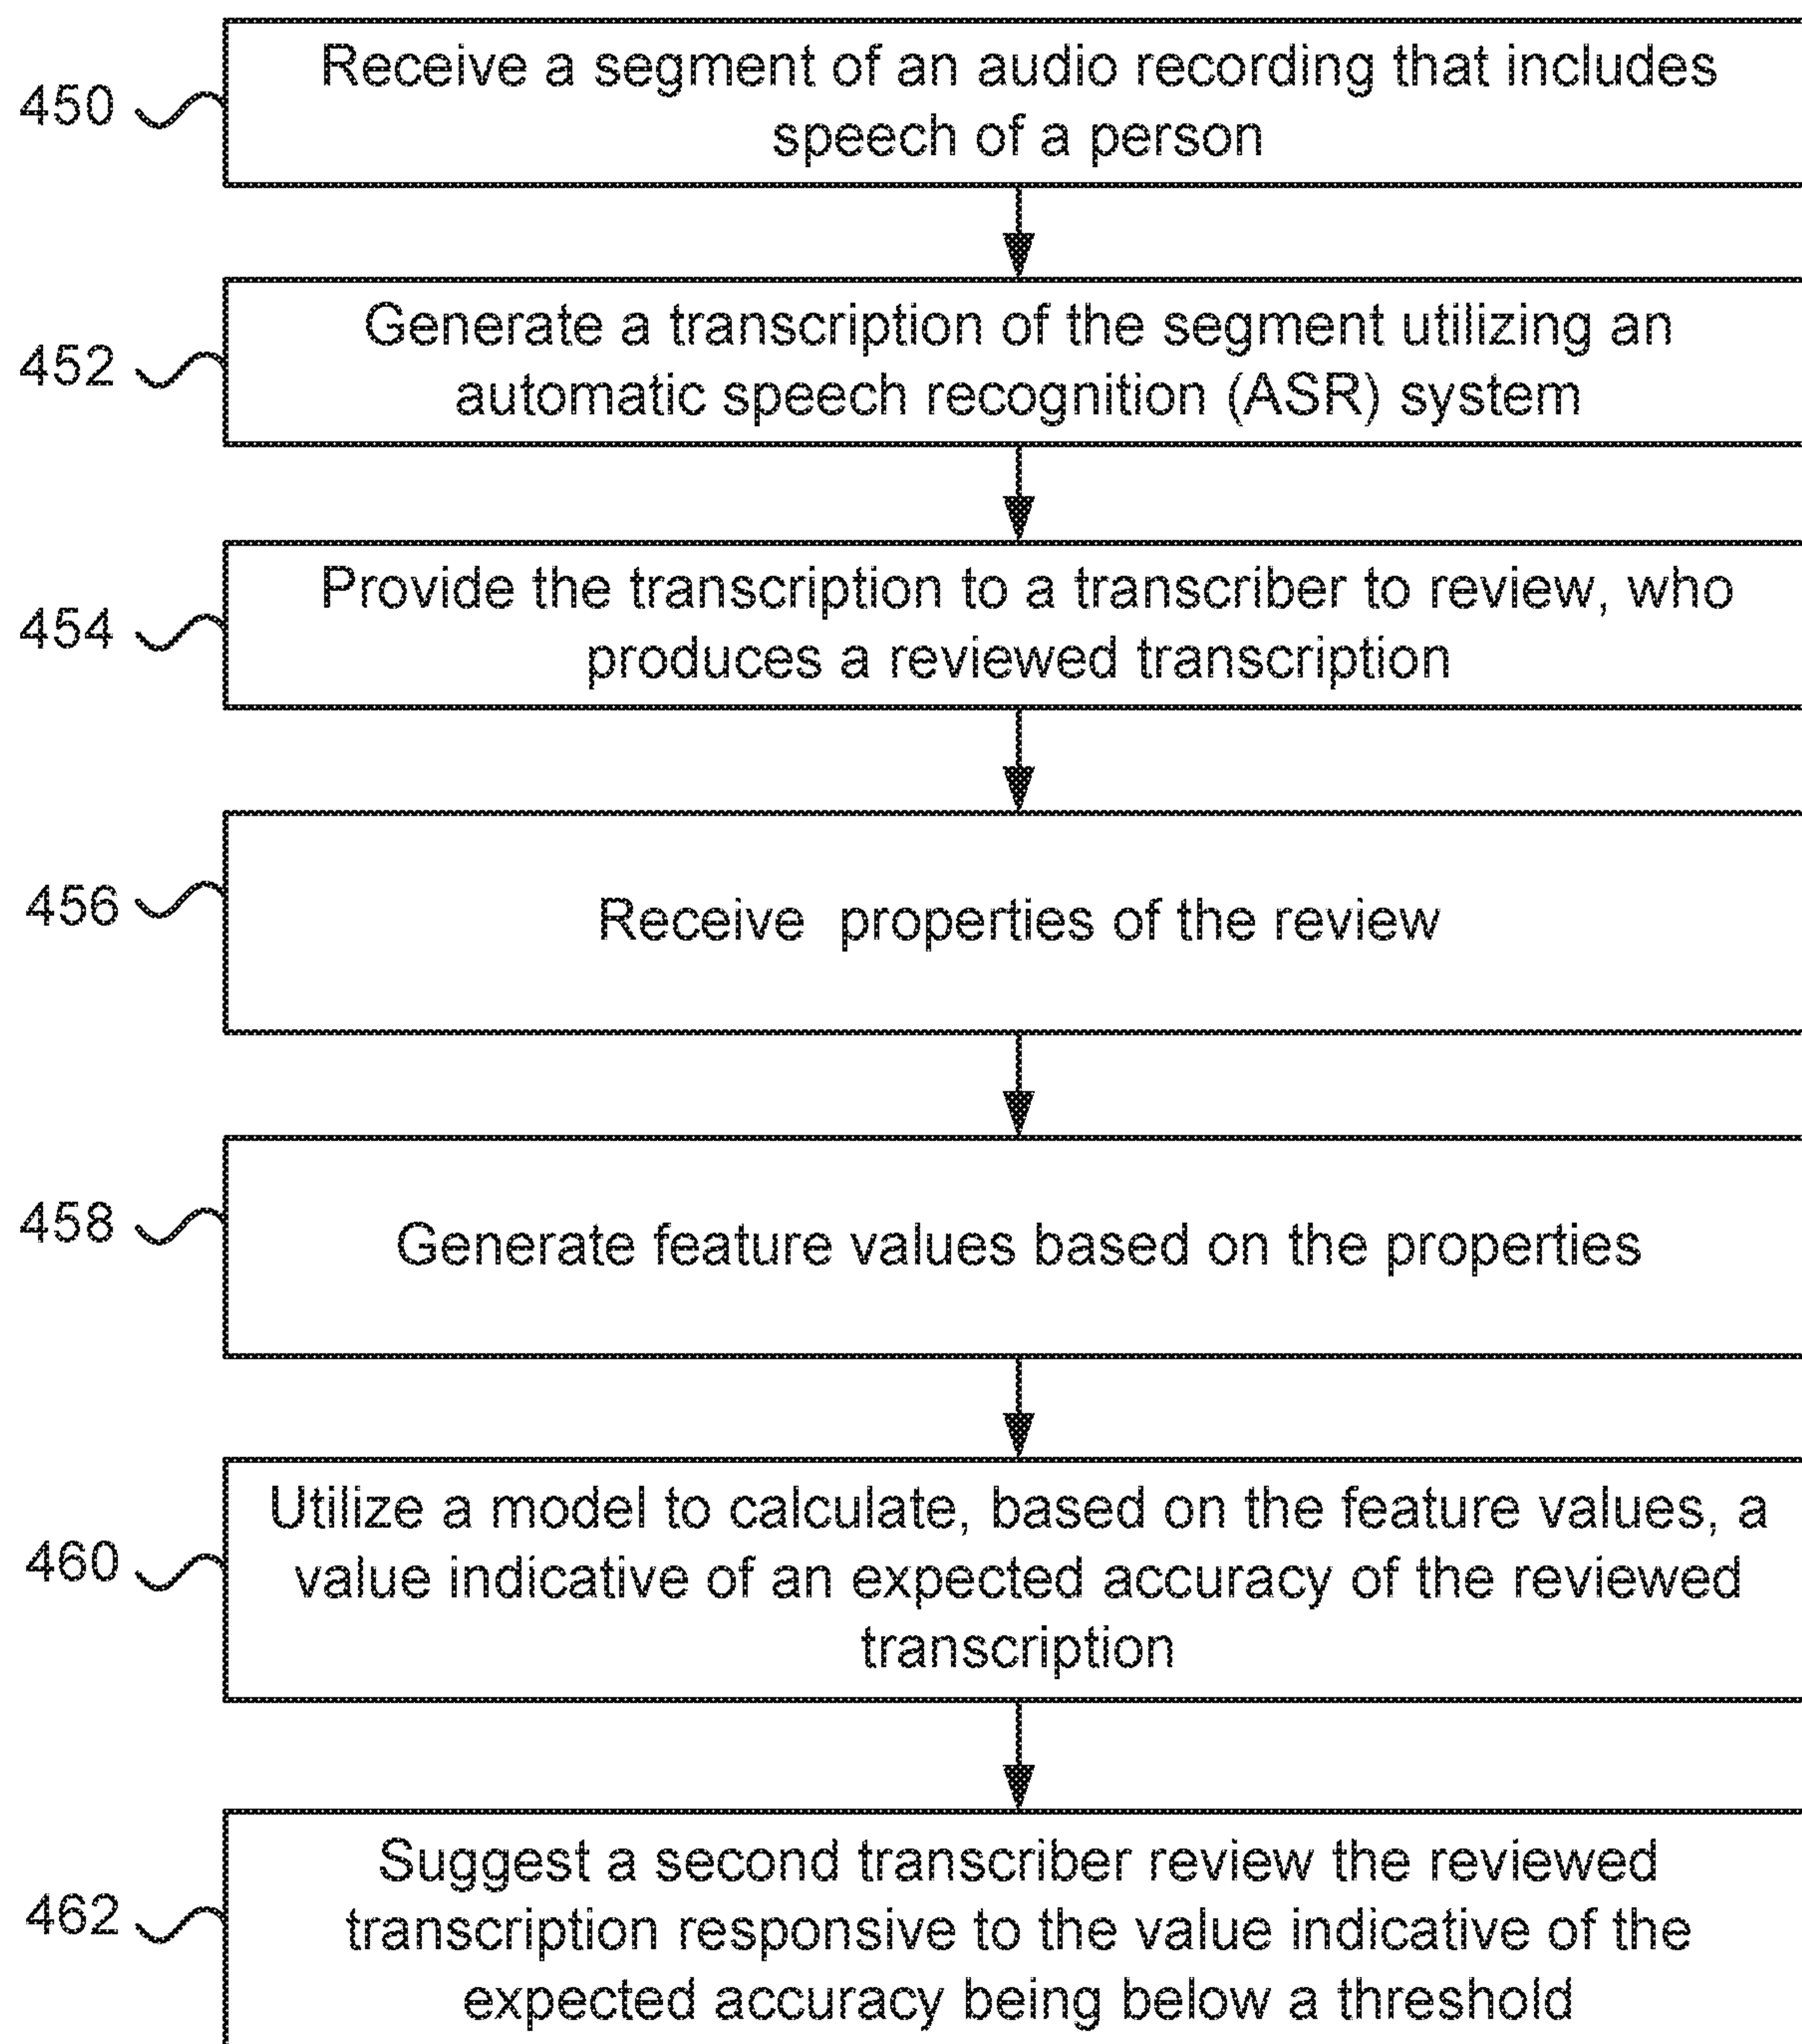 450
Receive a segment of an audio recording that includes
speech of a person
452
Generate a transcription of the segment utilizing an
automatic speech recognition (ASR) system
454
Provide the transcription to a transcriber to review, who
produces a reviewed transcription
456
Receive properties of the review
458
Generate feature values based on the properties
460
Utilize a model to calculate, based on the feature values, a
value indicative of an expected accuracy of the reviewed
transcription
462
Suggest a second transcriber review the reviewed
transcription responsive to the value indicative of the
expected accuracy being below a threshold